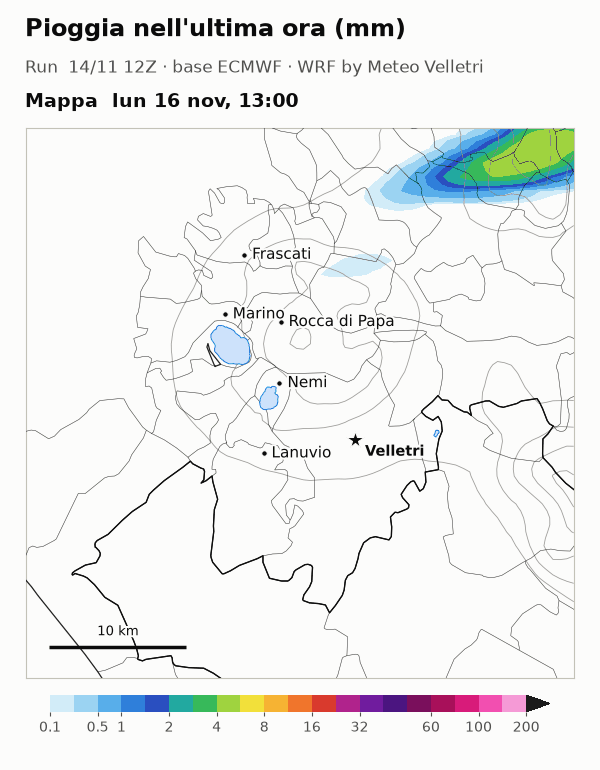 Pioggia nell'ultima ora (mm)
Run  14/11 12Z · base ECMWF · WRF by Meteo Velletri
Mappa  lun 16 nov, 13:00
Frascati
Marino
Rocca di Papa
Nemi
Velletri
Lanuvio
10 km
0.1 0.5 1 2 4 8 16 32 60 100 200